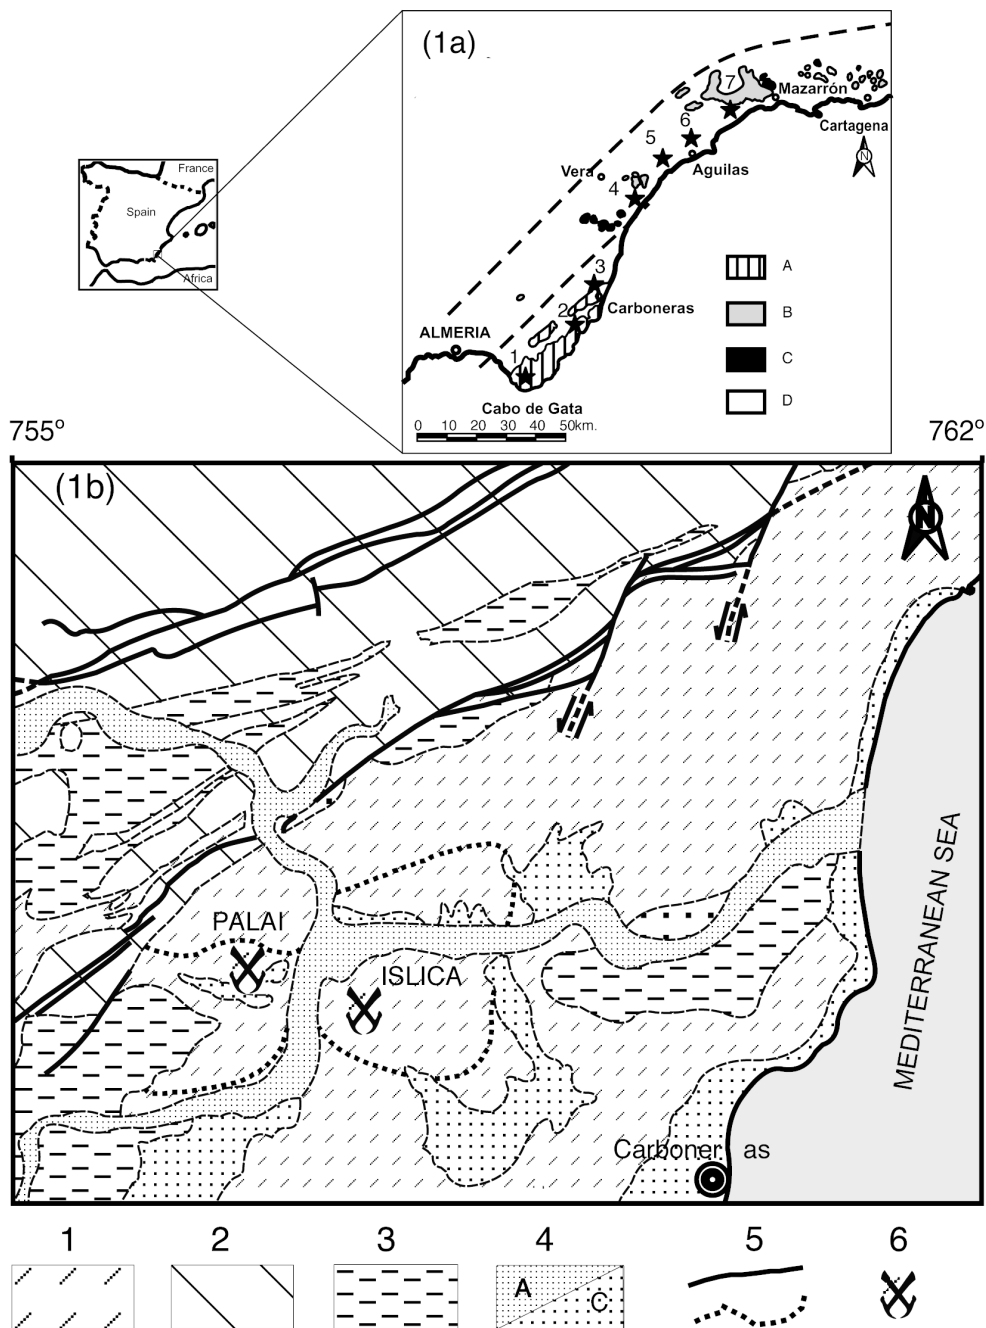 (1a)
7
Mazarrón
6
Cartagena
5
N
Aguilas
Vera
4
France
Spain
Africa
3
A
2
Carboneras
B
ALMERIA
1
C
D
Cabo de Gata
0 10 20 30 40 50km.
755º
762º
(1b)
N
MEDITERRANEAN SEA
PALAI
ISLICA
Carboner as
1 2 3 4 5 6
A
C